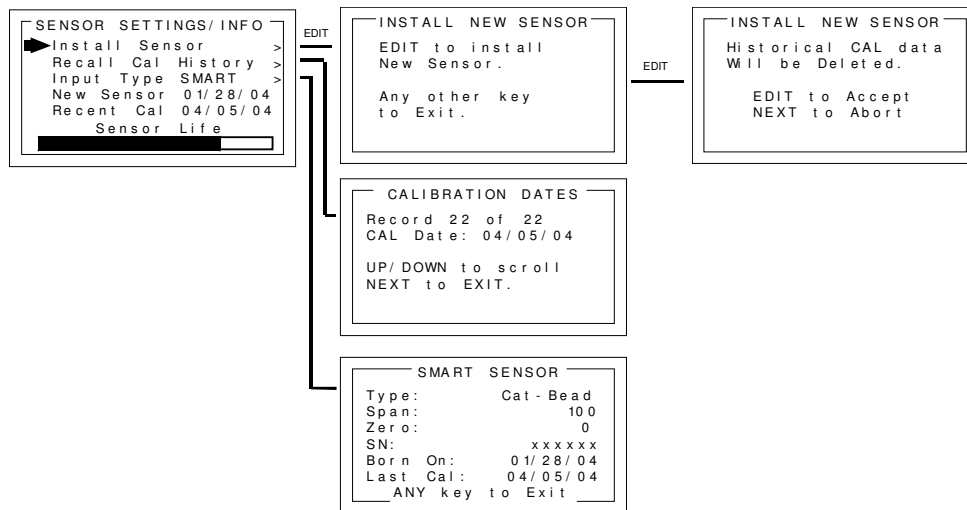 SENSOR SETTINGS/INFO
Install Sensor >
Recall Cal History >
Input Type SMART >
New Sensor 01/28/04
Recent Cal 04/05/04
Sensor Life
EDIT
INSTALL NEW SENSOR
EDIT to install
New Sensor.
Any other key
to Exit.
EDIT
INSTALL NEW SENSOR
Historical CAL data
Will be Deleted.
EDIT to Accept
NEXT to Abort
CALIBRATION DATES
Record 22 of 22
CAL Date: 04/05/04
UP/DOWN to scroll
NEXT to EXIT.
SMART SENSOR
Type: Cat-Bead
Span: 100
Zero: 0
SN: xxxxxx
Born On: 01/28/04
Last Cal: 04/05/04
ANY key to Exit